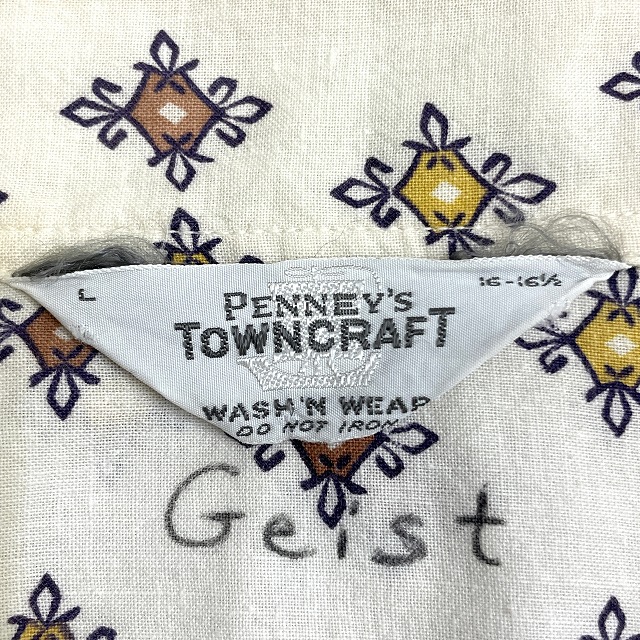 L
PENNEY'S
16-16½
TOWNCRAFT
WASH'N WEAR
DO NOT IRON
Geist